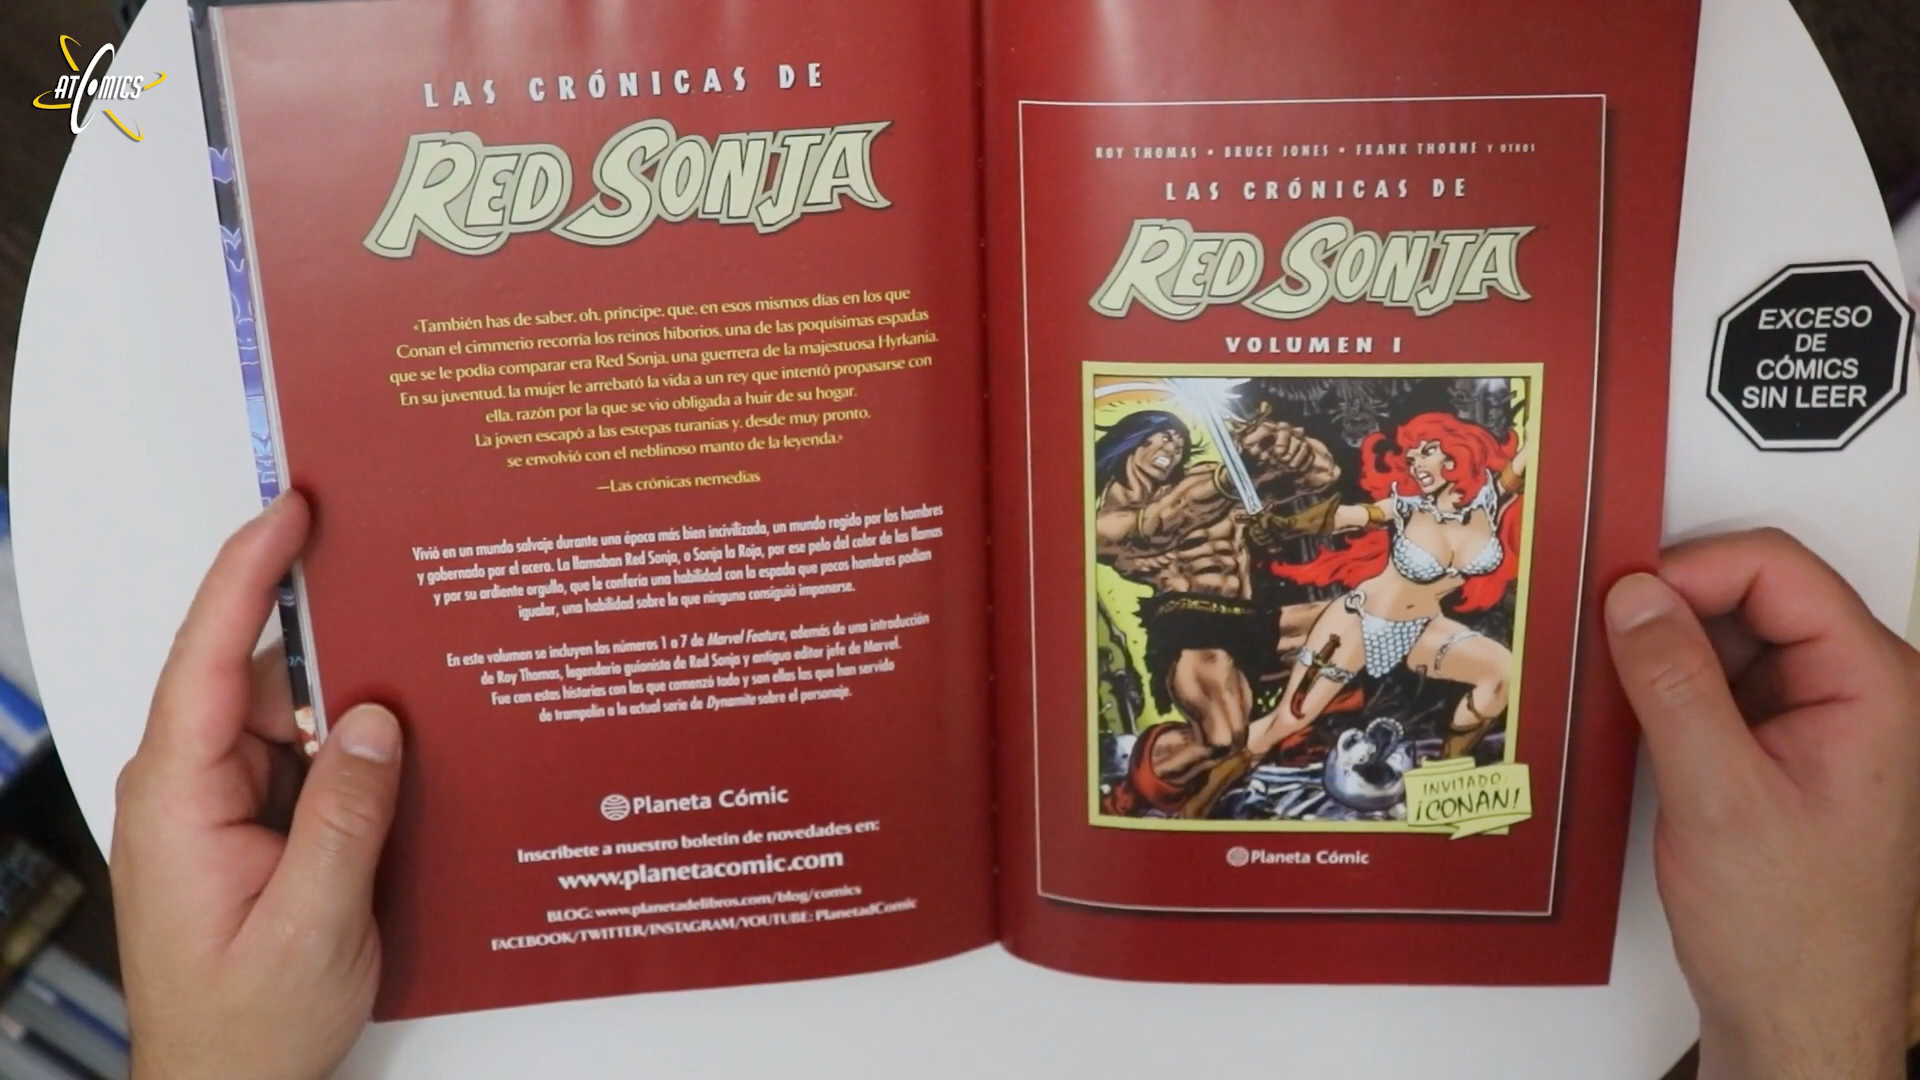 ATOMICS
LAS CRÓNICAS DE
RED SONJA
«También has de saber, oh, príncipe, que, en esos mismos días en los que
Conan el cimmerio recorría los reinos hiborios, una de las poquísimas espadas
que se le podía comparar era Red Sonja, una guerrera de la majestuosa Hyrkania.
En su juventud, la mujer le arrebató la vida a un rey que intentó propasarse con
ella, razón por la que se vio obligada a huir de su hogar.
La joven escapó a las estepas turanias y, desde muy pronto,
se envolvió con el neblinoso manto de la leyenda.»
—Las crónicas nemedias
Vivió en un mundo salvaje durante una época más bien incivilizada, un mundo regido por los hombres
y gobernado por el acero. La llamaban Red Sonja, o Sonja la Roja, por ese pelo del color de las llamas
y por su ardiente orgullo, que le confería una habilidad con la espada que pocos hombres podían
igualar, una habilidad sobre la que ninguno consiguió imponerse.
En este volumen se incluyen los números 1 a 7 de Marvel Feature, además de una introducción
de Roy Thomas, legendario guionista de Red Sonja y antiguo editor jefe de Marvel.
Fue con estas historias con las que comenzó todo y son ellas las que han servido
de trampolín a la actual serie de Dynamite sobre el personaje.
Planeta Cómic
Inscríbete a nuestro boletín de novedades en:
www.planetacomic.com
BLOG: www.planetadelibros.com/blog/comics
FACEBOOK/TWITTER/INSTAGRAM/YOUTUBE: PlanetadComic
ROY THOMAS • BRUCE JONES • FRANK THORNE Y OTROS
LAS CRÓNICAS DE
RED SONJA
VOLUMEN I
INVITADO:
¡CONAN!
Planeta Cómic
EXCESO
DE
CÓMICS
SIN LEER